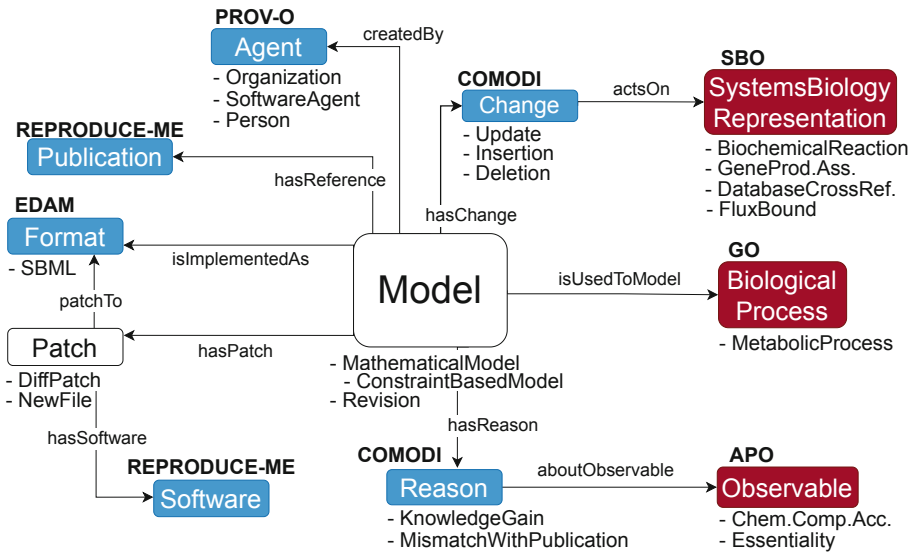 PROV-O
Agent
- Organization
- SoftwareAgent
- Person
createdBy
COMODI
Change
- Update
- Insertion
- Deletion
actsOn
SBO
SystemsBiology
Representation
- BiochemicalReaction
- GeneProd.Ass.
- DatabaseCrossRef.
- FluxBound
REPRODUCE-ME
Publication
hasReference
hasChange
EDAM
Format
- SBML
isImplementedAs
patchTo
Model
- MathematicalModel
- ConstraintBasedModel
- Revision
isUsedToModel
GO
Biological
Process
- MetabolicProcess
Patch
- DiffPatch
- NewFile
hasPatch
hasSoftware
REPRODUCE-ME
Software
hasReason
COMODI
Reason
- KnowledgeGain
- MismatchWithPublication
aboutObservable
APO
Observable
- Chem.Comp.Acc.
- Essentiality